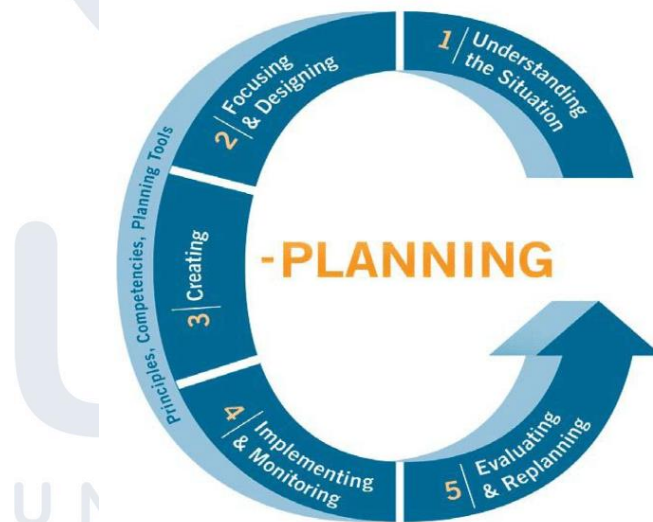 1 Understanding
the Situation
2 Focusing
& Designing
3 Creating
4 Implementing
& Monitoring
5 Evaluating
& Replanning
Principles, Competencies, Planning Tools
-PLANNING